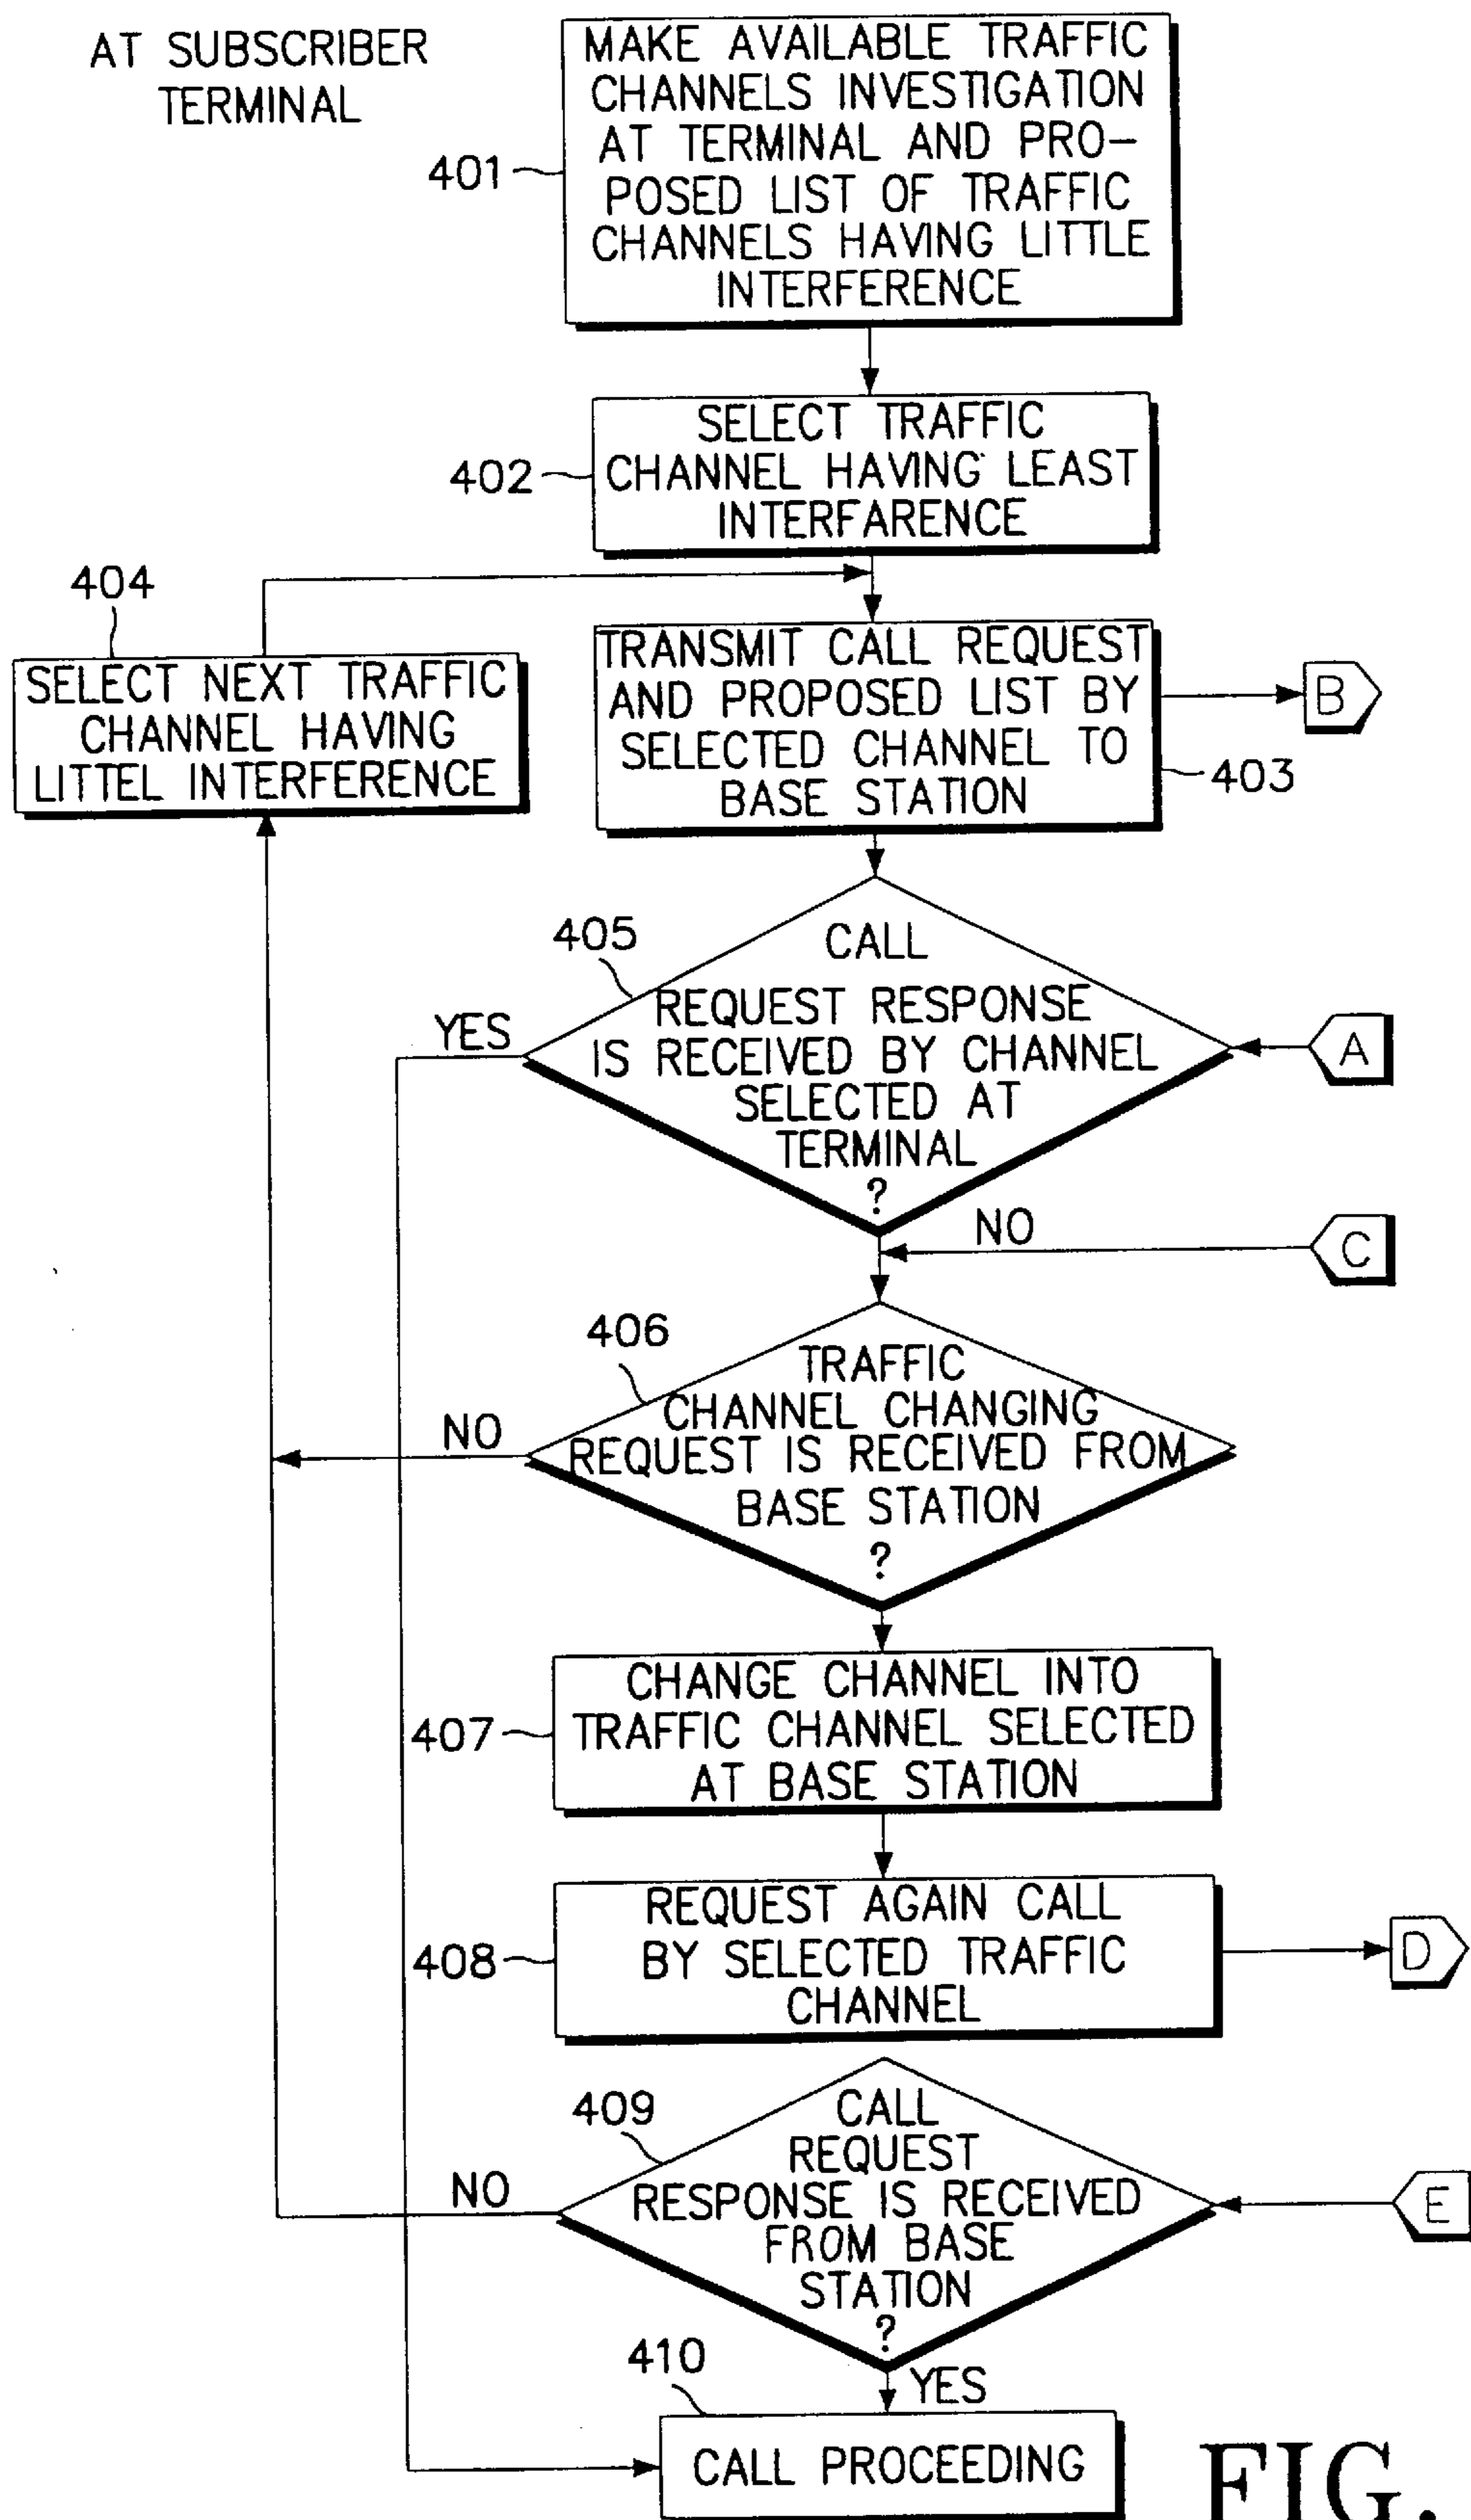 AT SUBSCRIBER
TERMINAL
MAKE AVAILABLE TRAFFIC
CHANNELS INVESTIGATION
AT TERMINAL AND PRO-
POSED LIST OF TRAFFIC
CHANNELS HAVING LITTLE
INTERFERENCE
401
SELECT TRAFFIC
CHANNEL HAVING LEAST
INTERFARENCE
402
404
SELECT NEXT TRAFFIC
CHANNEL HAVING
LITTEL INTERFERENCE
TRANSMIT CALL REQUEST
AND PROPOSED LIST BY
SELECTED CHANNEL TO
BASE STATION
B
403
405
CALL
REQUEST RESPONSE
IS RECEIVED BY CHANNEL
SELECTED AT
TERMINAL
?
YES
A
NO
C
406
TRAFFIC
CHANNEL CHANGING
REQUEST IS RECEIVED FROM
BASE STATION
?
NO
CHANGE CHANNEL INTO
TRAFFIC CHANNEL SELECTED
AT BASE STATION
407
REQUEST AGAIN CALL
BY SELECTED TRAFFIC
CHANNEL
408
D
409
CALL
REQUEST
RESPONSE IS RECEIVED
FROM BASE
STATION
?
NO
E
410
YES
CALL PROCEEDING
FIG.